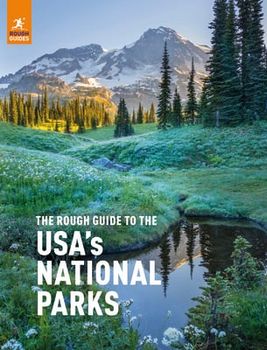 ROUGH
GUIDES
THE ROUGH GUIDE TO THE
USA's
NATIONAL
PARKS